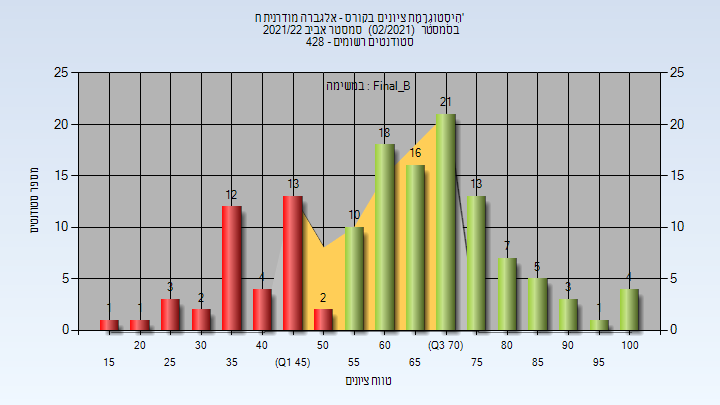 היסטוגרמת ציונים בקורס - אלגברה מודרנית ח'
בסמסטר (02/2021) סמסטר אביב 2021/22
סטודנטים רשומים - 428
במשימה : Final_B
25 25
20 20
15 15
10 10
5 5
0 0
מספר סטודנטים
1 1 3 2 12 4 13 2 10 18 16 21 13 7 5 3 1 4
20 30 40 50 60 (Q3 70) 80 90 100
15 25 35 (Q1 45) 55 65 75 85 95
טווח ציונים